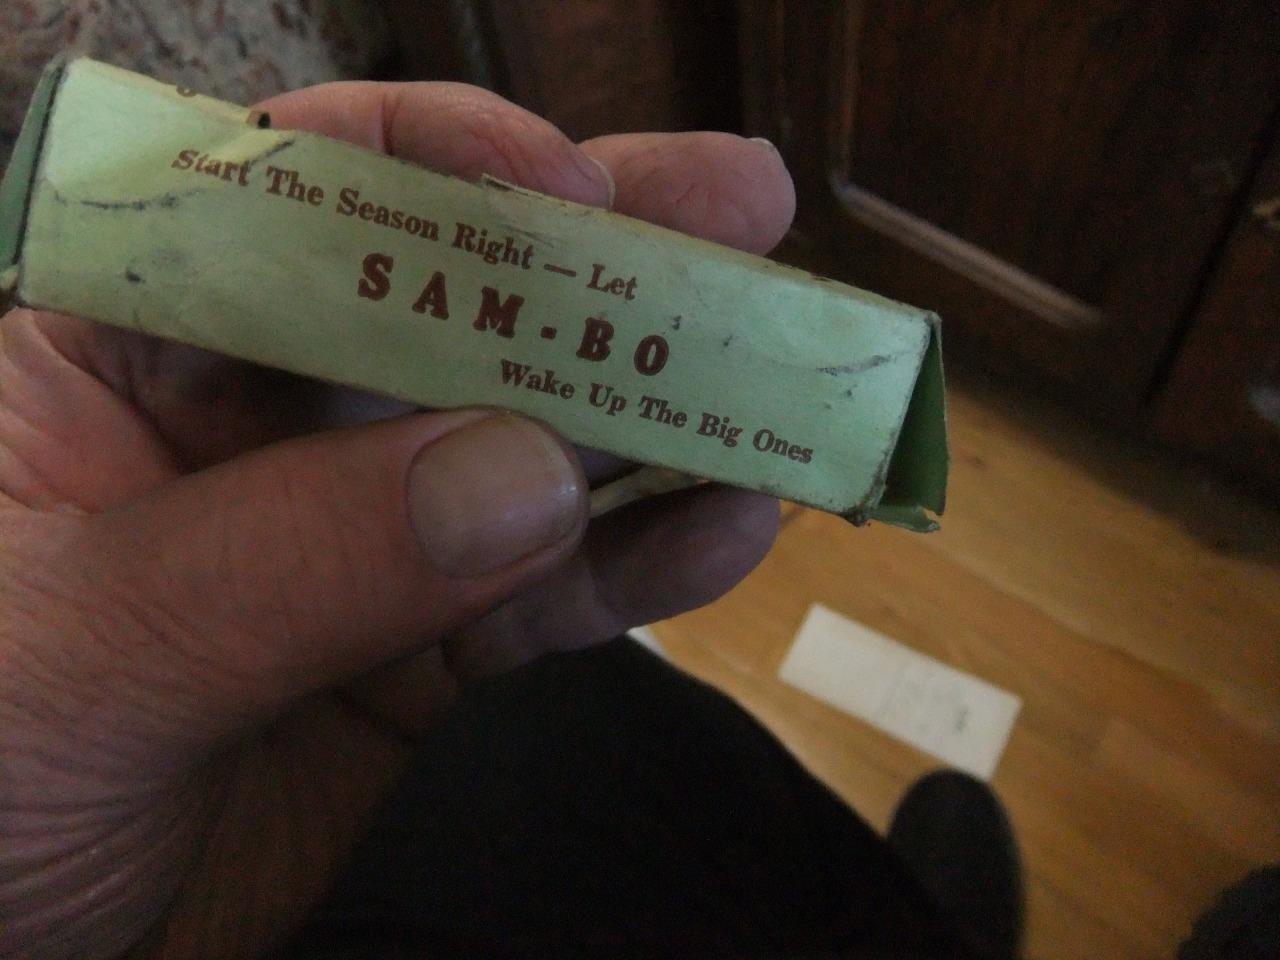 Start The Season Right — Let
SAM-BO
Wake Up The Big Ones